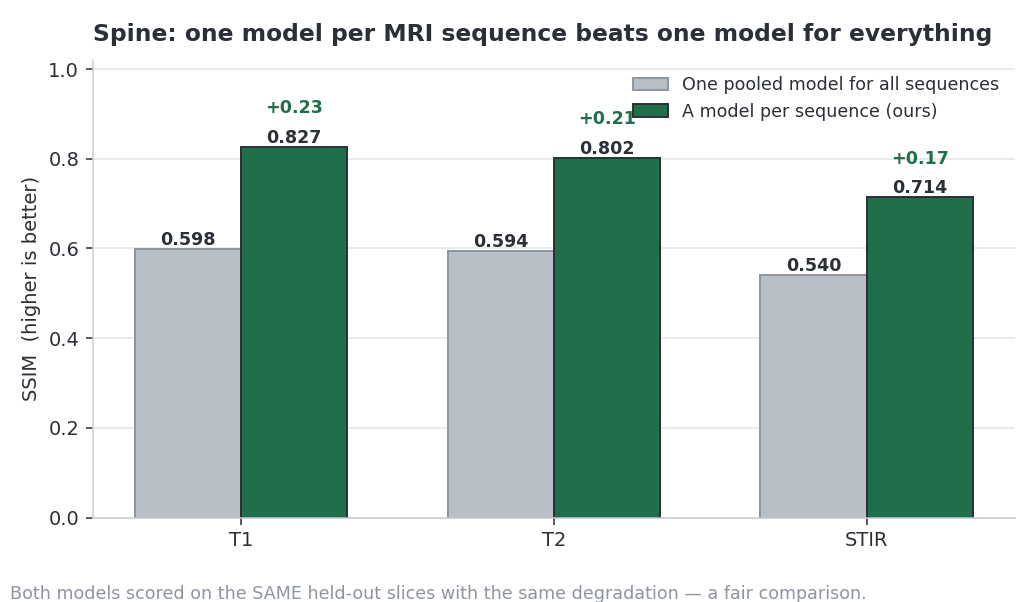 Spine: one model per MRI sequence beats one model for everything
One pooled model for all sequences
A model per sequence (ours)
SSIM (higher is better)
1.0
0.8
0.6
0.4
0.2
0.0
+0.23
0.827
0.598
+0.21
0.802
0.594
+0.17
0.714
0.540
T1
T2
STIR
Both models scored on the SAME held-out slices with the same degradation — a fair comparison.